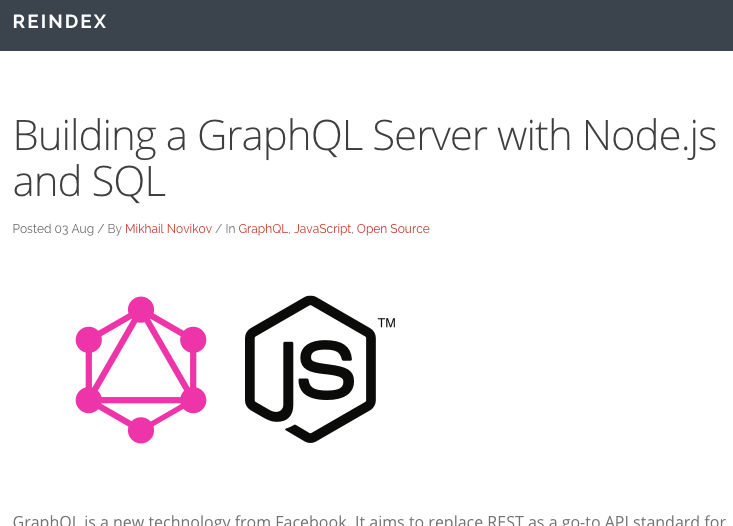 REINDEX
Building a GraphQL Server with Node.js
and SQL
Posted 03 Aug / By Mikhail Novikov / In GraphQL, JavaScript, Open Source
JS
TM
GraphQL is a new technology from Facebook. It aims to replace REST as a go-to API standard for